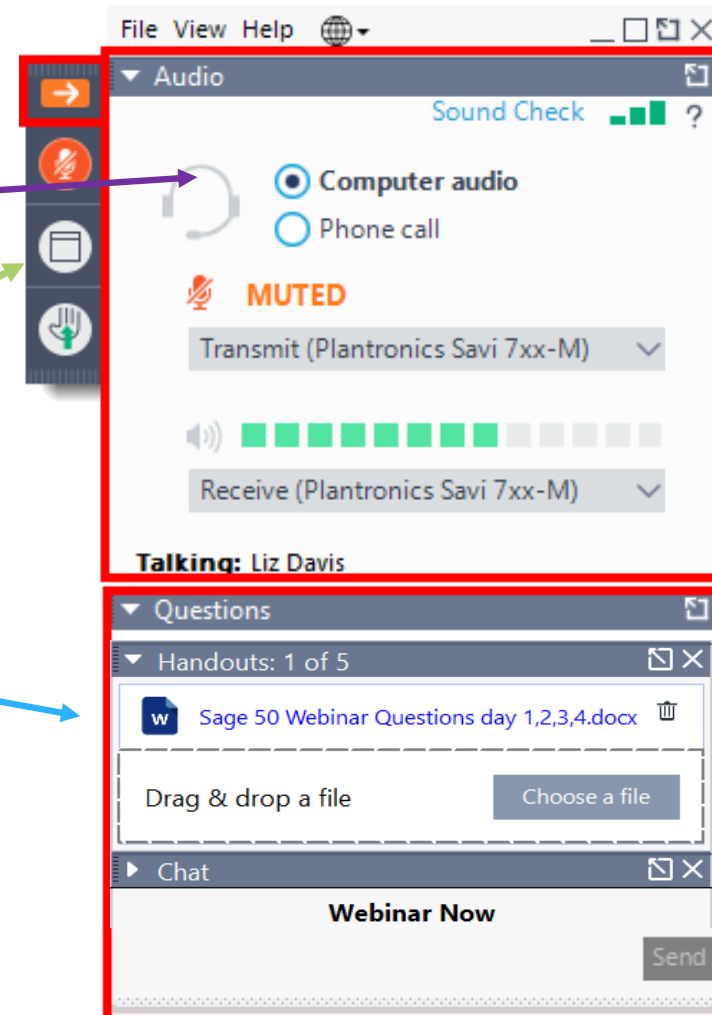 File View Help
Audio
Sound Check ?
Computer audio
Phone call
MUTED
Transmit (Plantronics Savi 7xx-M)
Receive (Plantronics Savi 7xx-M)
Talking: Liz Davis
Questions
Handouts: 1 of 5
W Sage 50 Webinar Questions day 1,2,3,4.docx
Drag & drop a file Choose a file
Chat
Webinar Now
Send